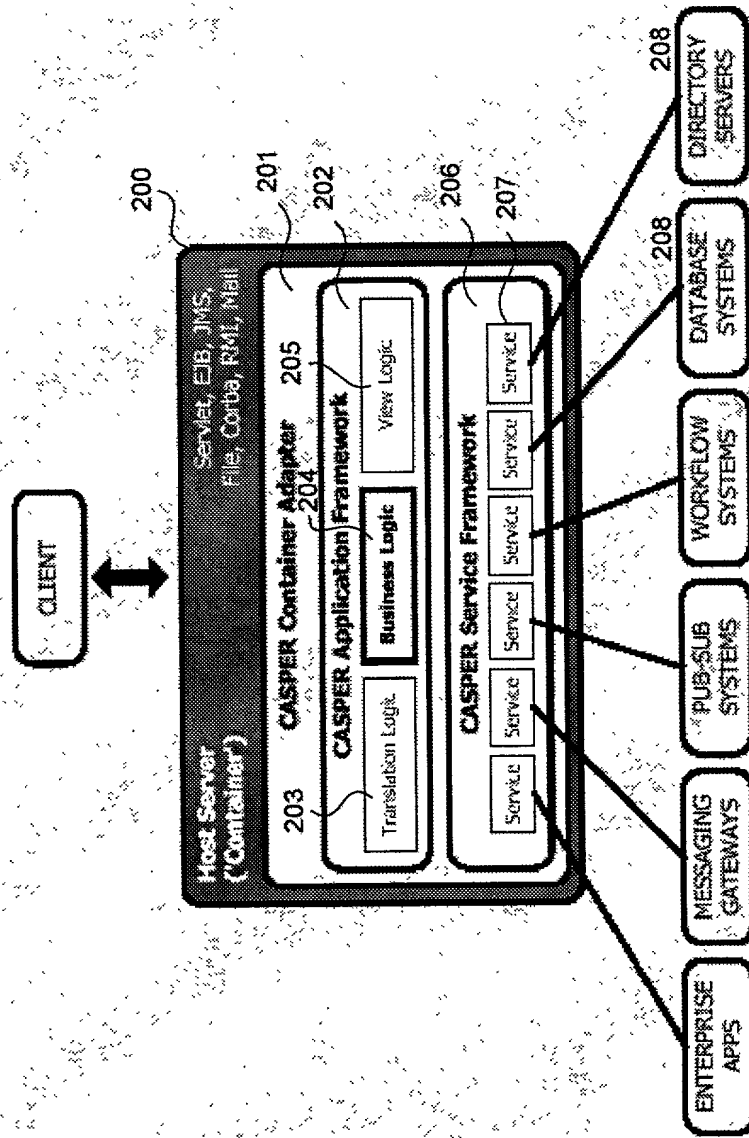 CLIENT
200
Host Server
('Container')
Servlet, EJB, JMS,
File, Corba, RMI, Mail
201
CASPER Container Adapter
202
204
205
CASPER Application Framework
203
Translation Logic
Business Logic
View Logic
206
CASPER Service Framework
207
Service
Service
Service
Service
Service
Service
208
208
ENTERPRISE
APPS
MESSAGING
GATEWAYS
PUB-SUB
SYSTEMS
WORKFLOW
SYSTEMS
DATABASE
SYSTEMS
DIRECTORY
SERVERS